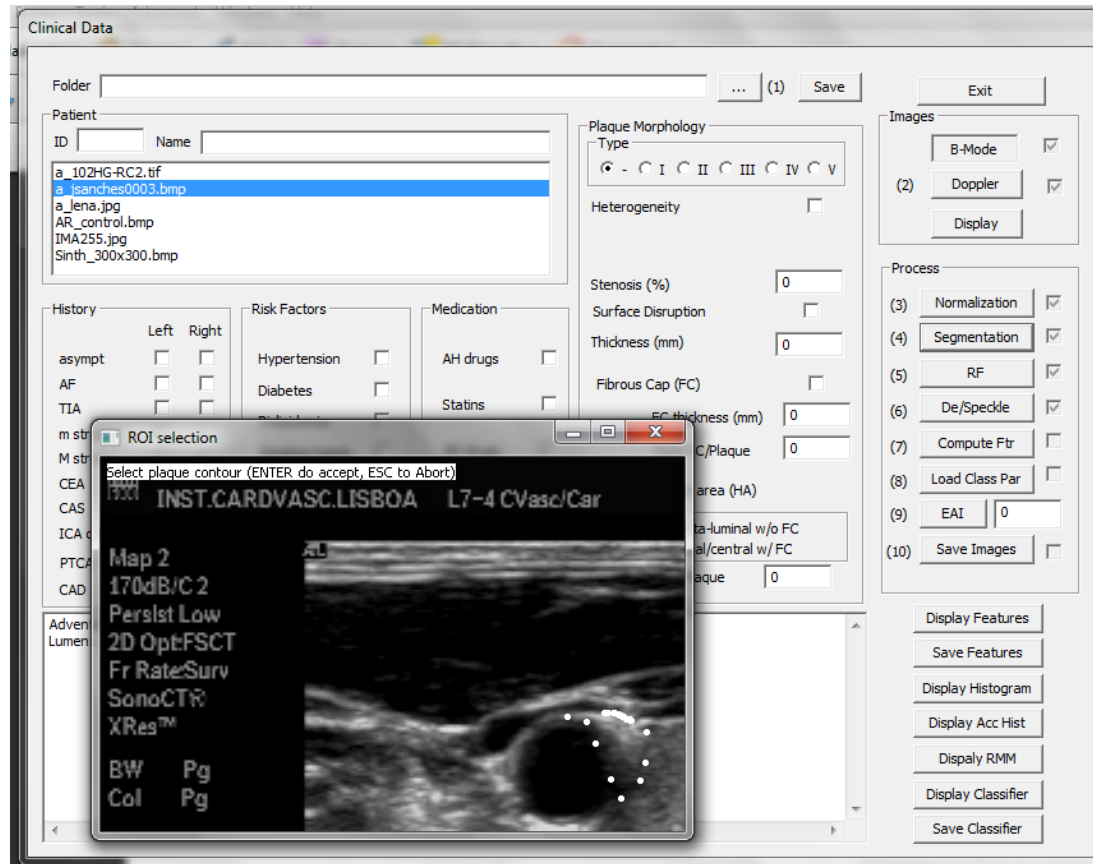 Clinical Data
Folder ... (1) Save
Exit
Patient
ID Name
a_102HG-RC2.tif
a_jsanches0003.bmp
a_lena.jpg
AR_control.bmp
IMA255.jpg
Sinth_300x300.bmp
Plaque Morphology
Type
- I II III IV V
Heterogeneity
Stenosis (%) 0
Surface Disruption
Thickness (mm) 0
Fibrous Cap (FC)
FC thickness (mm) 0
C/Plaque 0
area (HA)
ta-luminal w/o FC
al/central w/ FC
aque 0
Images
B-Mode
(2) Doppler
Display
Process
(3) Normalization
(4) Segmentation
(5) RF
(6) De/Speckle
(7) Compute Ftr
(8) Load Class Par
(9) EAI 0
(10) Save Images
Display Features
Save Features
Display Histogram
Display Acc Hist
Dispaly RMM
Display Classifier
Save Classifier
History
Left Right
asympt
AF
TIA
m str
M str
CEA
CAS
ICA
PTCA
CAD
Risk Factors
Hypertension
Diabetes
Medication
AH drugs
Statins
Adven
Lumen
ROI selection
Select plaque contour (ENTER do accept, ESC to Abort)
INST.CARDVASC.LISBOA L7-4 CVasc/Car
Map 2
170dB/C 2
Persist Low
2D Opt:FSCT
Fr Rate:Surv
SonoCT®
XRes™
BW Pg
Col Pg